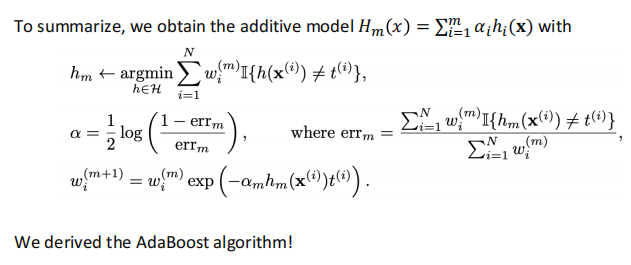 To summarize, we obtain the additive model H_m(x) = ∑_{i=1}^{m} α_i h_i(𝐱) with
h_m ← argmin_{h∈ℋ} ∑_{i=1}^{N} w_i^{(m)} 𝕀{h(𝐱^{(i)}) ≠ t^{(i)}},
α = 1/2 log ( (1 − err_m) / err_m ), where err_m = ∑_{i=1}^{N} w_i^{(m)} 𝕀{h_m(𝐱^{(i)}) ≠ t^{(i)}} / ∑_{i=1}^{N} w_i^{(m)},
w_i^{(m+1)} = w_i^{(m)} exp (−α_m h_m(𝐱^{(i)}) t^{(i)}) .
We derived the AdaBoost algorithm!